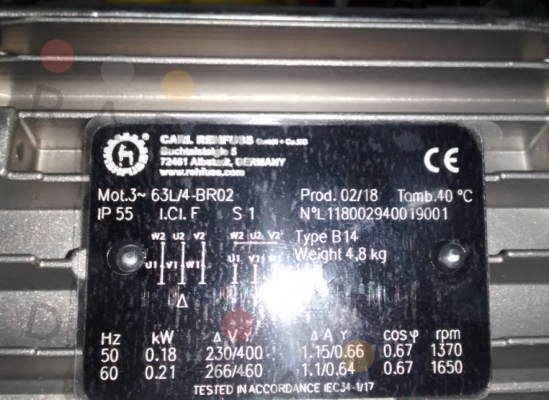 CARL REHFUSS GmbH + Co.KG
Buchtalsteige 5
72461 Albstadt, GERMANY
www.rehfuss.com
CE
Mot.3~ 63L/4-BR02 Prod. 02/18 Tamb.40 °C
IP 55 I.Cl. F S 1 N°L118002940019001
W2 U2 V2 W2 U2 V2 Type B14
U1 V1 W1 U1 V1 Weight 4,8 kg
Δ
Hz kW Δ V Y Δ A Y cosφ rpm
50 0.18 230/400 1.15/0.66 0.67 1370
60 0.21 266/460 1.1/0.64 0.67 1650
TESTED IN ACCORDANCE IEC34-1/17